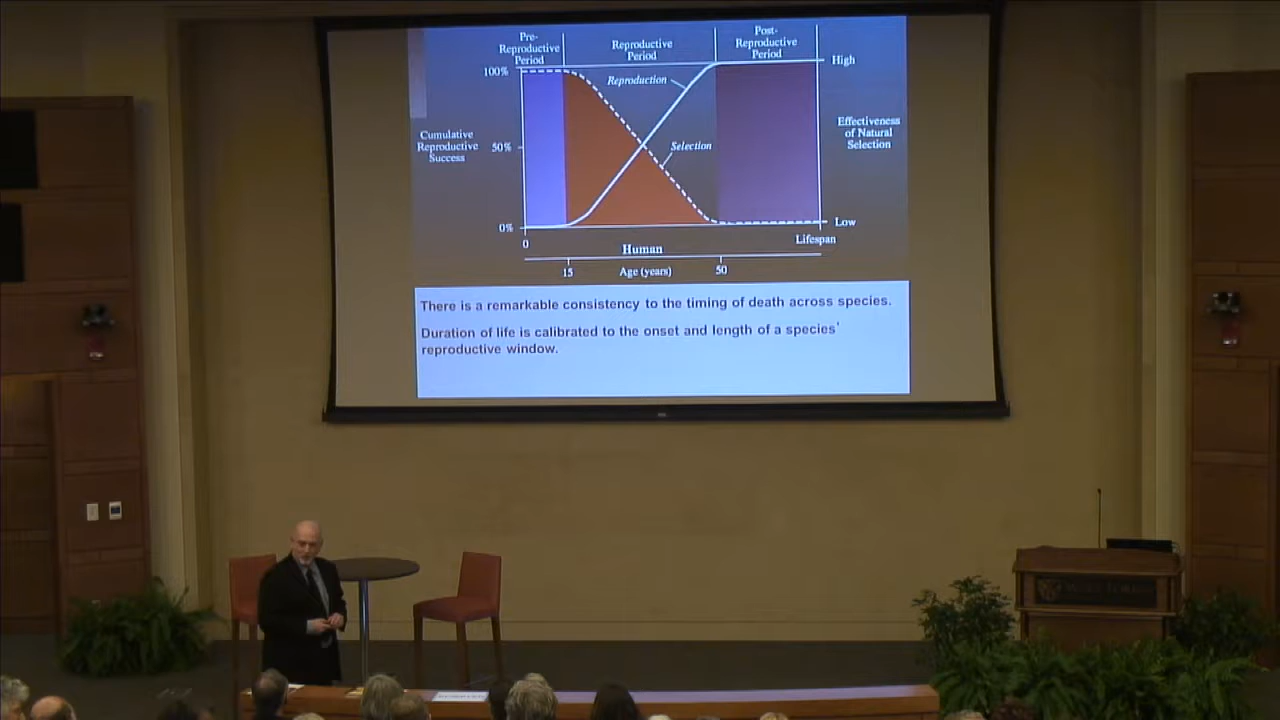 Pre-
Reproductive
Period
Reproductive
Period
Post-
Reproductive
Period
100%
High
Reproduction
Cumulative
Reproductive
Success
50%
Selection
Effectiveness
of Natural
Selection
0%
Low
0
Human
Lifespan
15
Age (years)
50
There is a remarkable consistency to the timing of death across species.
Duration of life is calibrated to the onset and length of a species'
reproductive window.